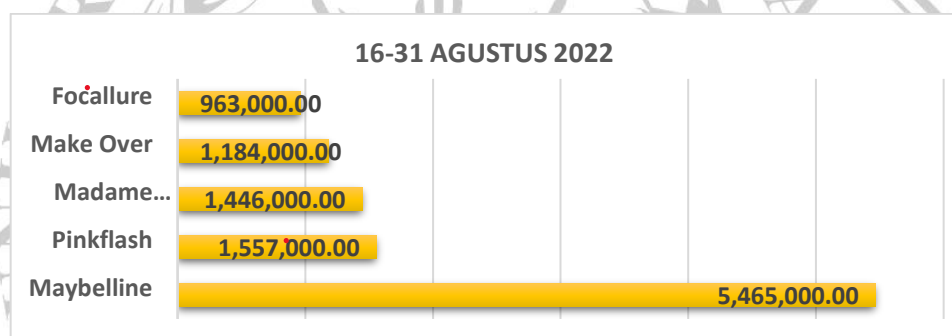 16-31 AGUSTUS 2022
Focallure 963,000.00
Make Over 1,184,000.00
Madame... 1,446,000.00
Pinkflash 1,557,000.00
Maybelline 5,465,000.00